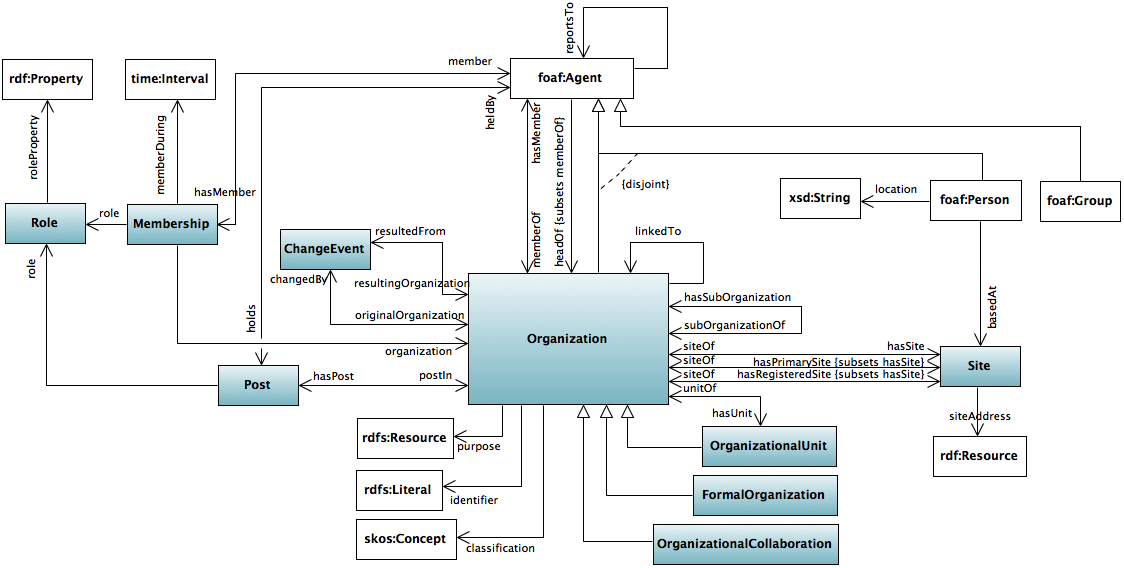 reportsTo
member
foaf:Agent
rdf:Property
time:Interval
heldBy
hasMember
headOf {subsets memberOf}
memberOf
roleProperty
memberDuring
hasMember
{disjoint}
xsd:String
location
foaf:Person
foaf:Group
Role
role
Membership
ChangeEvent
resultedFrom
linkedTo
changedBy
resultingOrganization
role
holds
originalOrganization
organization
Organization
hasSubOrganization
subOrganizationOf
basedAt
siteOf
hasSite
siteOf
hasPrimarySite {subsets hasSite}
siteOf
hasRegisteredSite {subsets hasSite}
Site
unitOf
Post
hasPost
postIn
hasUnit
siteAddress
rdfs:Resource
purpose
OrganizationalUnit
rdf:Resource
rdfs:Literal
identifier
FormalOrganization
skos:Concept
classification
OrganizationalCollaboration